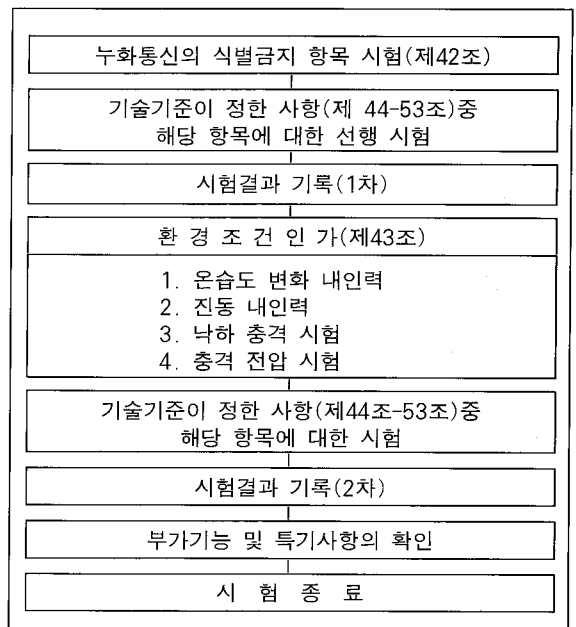 누화통신의 식별금지 항목 시험(제42조)
기술기준이 정한 사항(제 44-53조)중
해당 항목에 대한 선행 시험
시험결과 기록(1차)
환 경 조 건 인 가(제43조)
1. 온습도 변화 내인력
2. 진동 내인력
3. 낙하 충격 시험
4. 충격 전압 시험
기술기준이 정한 사항(제44조-53조)중
해당 항목에 대한 시험
시험결과 기록(2차)
부가기능 및 특기사항의 확인
시 험 종 료